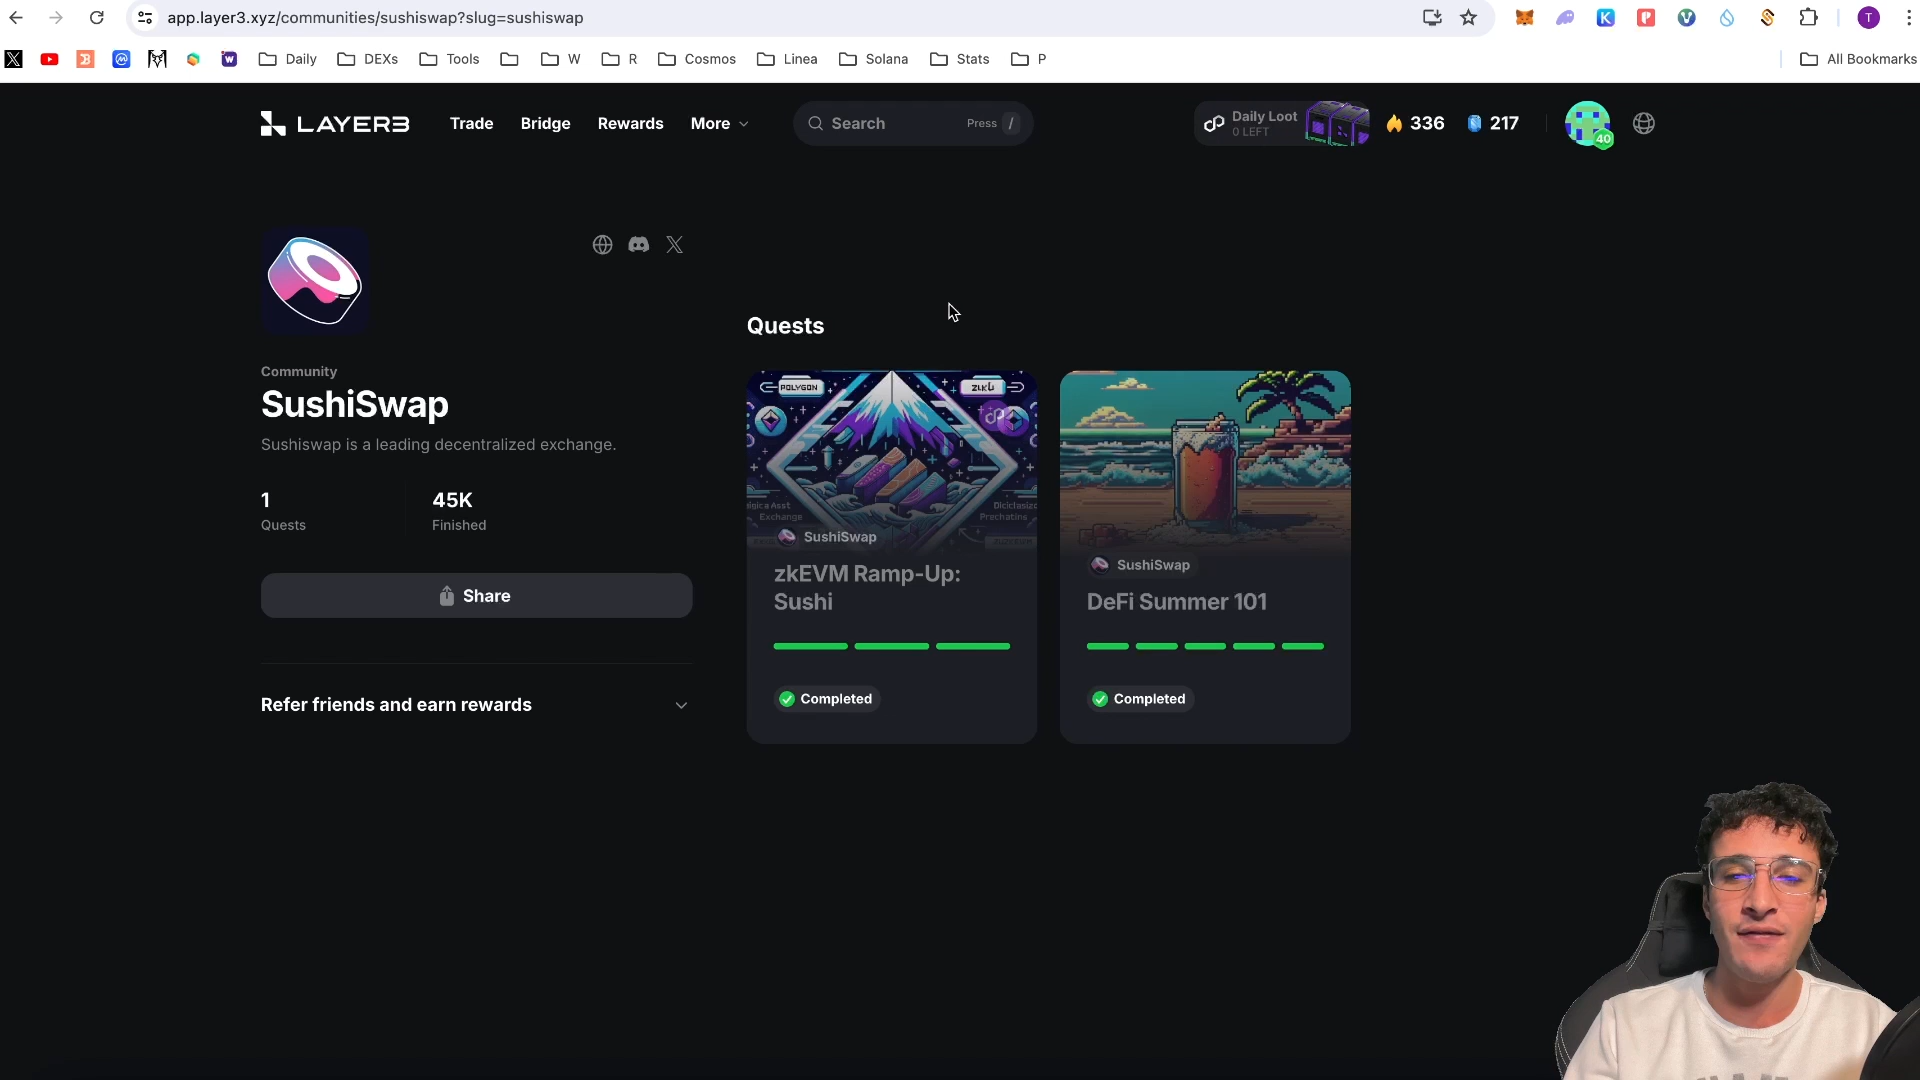 app.layer3.xyz/communities/sushiswap?slug=sushiswap
T
Daily
DEXs
Tools
W
R
Cosmos
Linea
Solana
Stats
P
All Bookmarks
LAYER3
Trade
Bridge
Rewards
More
Search
Press /
Daily Loot
0 LEFT
336
217
40
Community
SushiSwap
Sushiswap is a leading decentralized exchange.
1
Quests
45K
Finished
Share
Refer friends and earn rewards
Quests
POLYGON
Exchange
SushiSwap
zkEVM Ramp-Up:
Sushi
Completed
SushiSwap
DeFi Summer 101
Completed